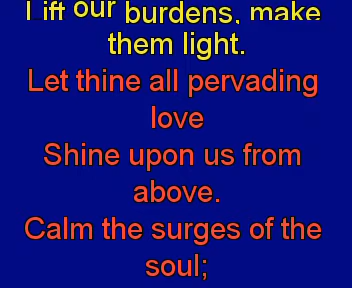 Lift our burdens, make
them light.
Let thine all pervading
love
Shine upon us from
above.
Calm the surges of the
soul;